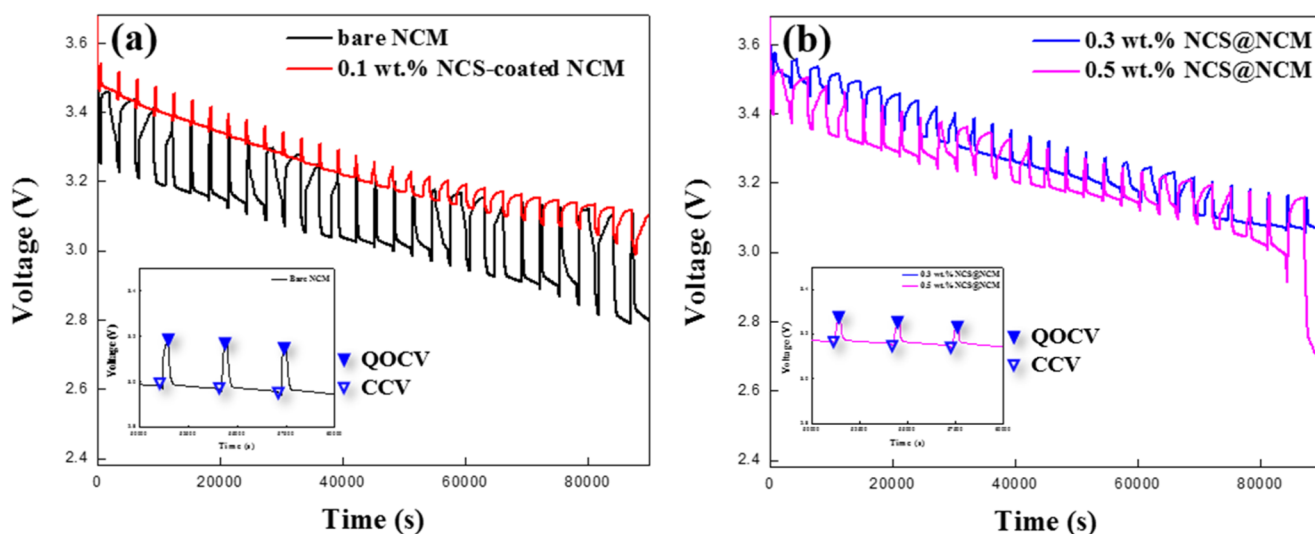 (a)
bare NCM
0.1 wt.% NCS-coated NCM
Voltage (V)
3.6
3.4
3.2
3.0
2.8
2.6
2.4
0
20000
40000
60000
80000
Time (s)
Bare NCM
Voltage (V)
Time (s)
QOCV
CCV
(b)
0.3 wt.% NCS@NCM
0.5 wt.% NCS@NCM
Voltage (V)
3.6
3.4
3.2
3.0
2.8
2.6
2.4
0
20000
40000
60000
80000
Time (s)
0.3 wt.% NCS@NCM
0.5 wt.% NCS@NCM
Voltage (V)
Time (s)
QOCV
CCV